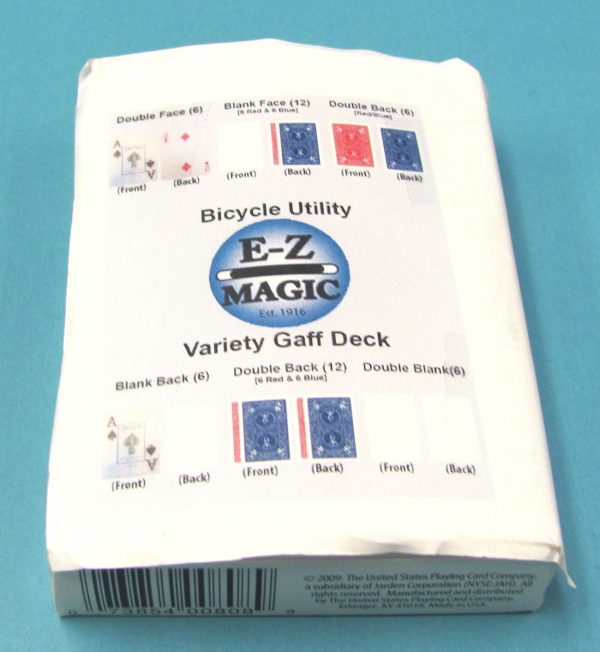 Double Face (6) Blank Face (12) Double Back (6)
[6 Red & 6 Blue] [Red/Blue]
(Front) (Back) (Front) (Back) (Front) (Back)
Bicycle Utility
E-Z
MAGIC
Est. 1916
Variety Gaff Deck
Blank Back (6) Double Back (12) Double Blank(6)
[6 Red & 6 Blue]
A
A
(Front) (Back) (Front) (Back) (Front) (Back)
© 2009. The United States Playing Card Company,
a subsidiary of Jarden Corporation (NYSE:JAH). All
rights reserved. Manufactured and distributed
by The United States Playing Card Company,
Erlanger, KY 41018. Made in USA.
0 73854 00808 9